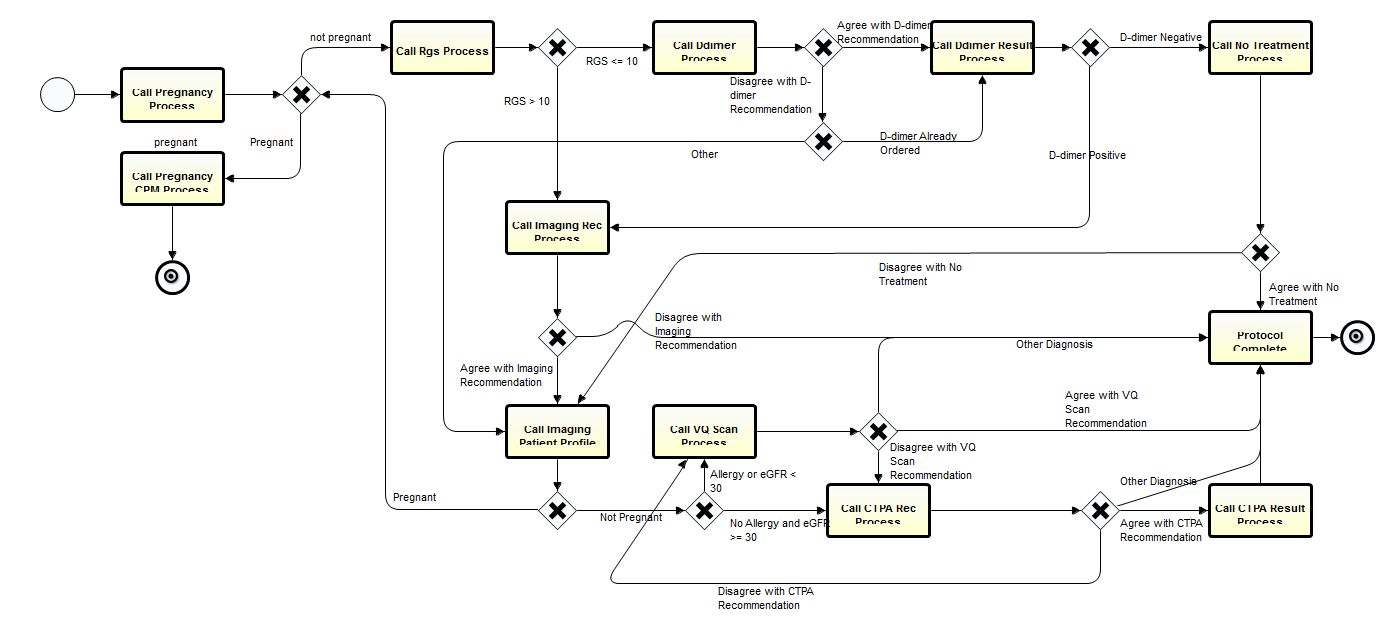 not pregnant
Call Rgs Process
RGS <= 10
Call Ddimer
Process
Agree with D-dimer
Recommendation
Call Ddimer Result
Process
D-dimer Negative
Call No Treatment
Process
Call Pregnancy
Process
RGS > 10
Disagree with D-
dimer
Recommendation
pregnant
Pregnant
Call Pregnancy
CPM Process
Other
D-dimer Already
Ordered
D-dimer Positive
Call Imaging Rec
Process
Disagree with No
Treatment
Agree with No
Treatment
Disagree with
Imaging
Recommendation
Other Diagnosis
Protocol
Complete
Agree with Imaging
Recommendation
Call Imaging
Patient Profile
Call VQ Scan
Process
Agree with VQ
Scan
Recommendation
Disagree with VQ
Scan
Recommendation
Allergy or eGFR <
30
Pregnant
Not Pregnant
No Allergy and eGFR
>= 30
Call CTPA Rec
Process
Other Diagnosis
Agree with CTPA
Recommendation
Call CTPA Result
Process
Disagree with CTPA
Recommendation